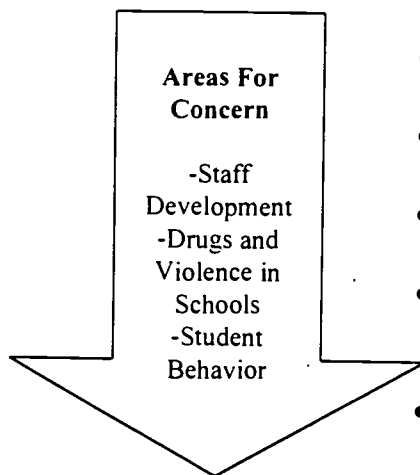 Areas For
Concern
-Staff
Development
-Drugs and
Violence in
Schools
-Student
Behavior